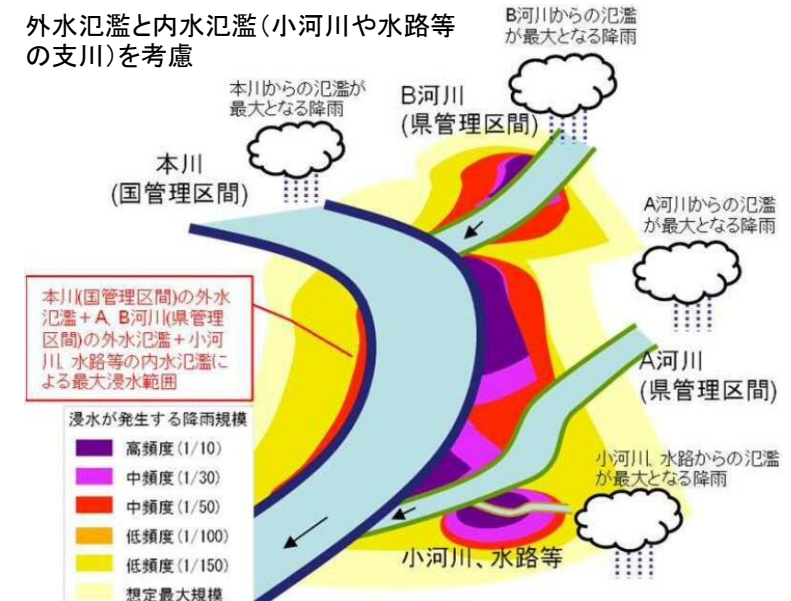 外水氾濫と内水氾濫(小河川や水路等
の支川)を考慮
B河川からの氾濫
が最大となる降雨
本川からの氾濫が
最大となる降雨
B河川
(県管理区間)
本川
(国管理区間)
A河川からの氾濫
が最大となる降雨
本川(国管理区間)の外水
氾濫+A、B河川(県管理
区間)の外水氾濫+小河
川、水路等の内水氾濫に
よる最大浸水範囲
A河川
(県管理区間)
浸水が発生する降雨規模
高頻度(1/10)
中頻度(1/30)
中頻度(1/50)
低頻度(1/100)
低頻度(1/150)
想定最大規模
小河川、水路からの氾濫
が最大となる降雨
小河川、水路等